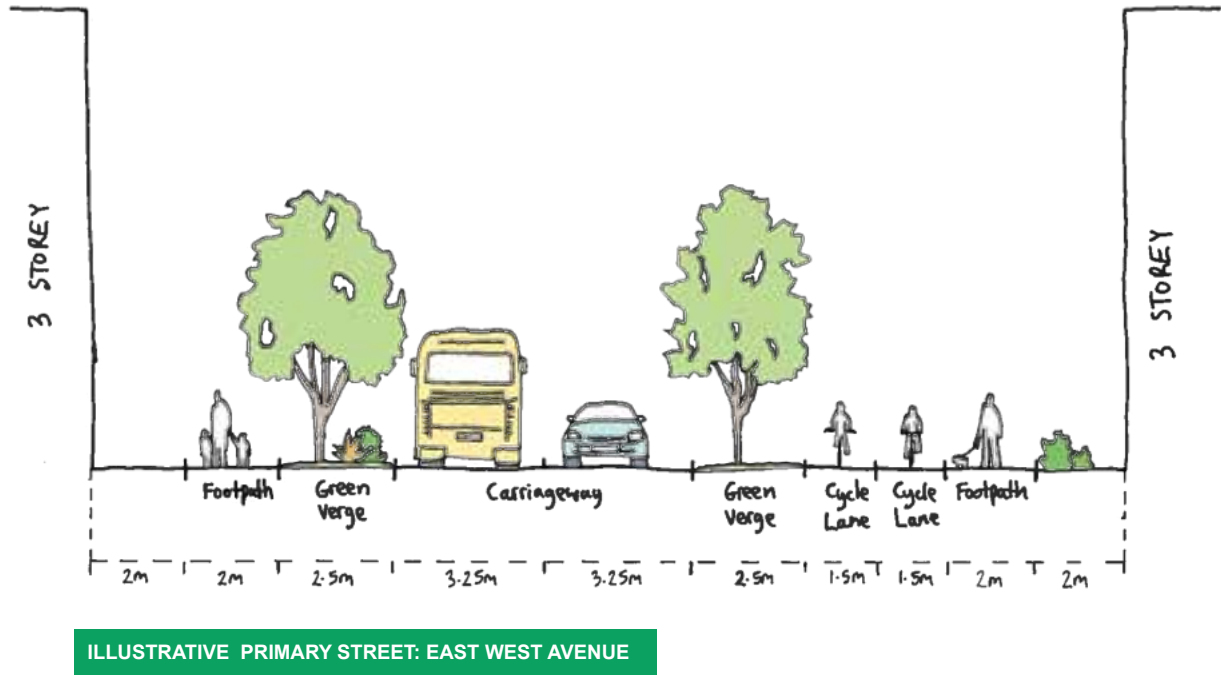 3 STOREY
3 STOREY
Footpath
Green
Verge
Carriageway
Green
Verge
Cycle
Lane
Cycle
Lane
Footpath
2m 2m 2.5m 3.25m 3.25m 2.5m 1.5m 1.5m 2m 2m
ILLUSTRATIVE PRIMARY STREET: EAST WEST AVENUE